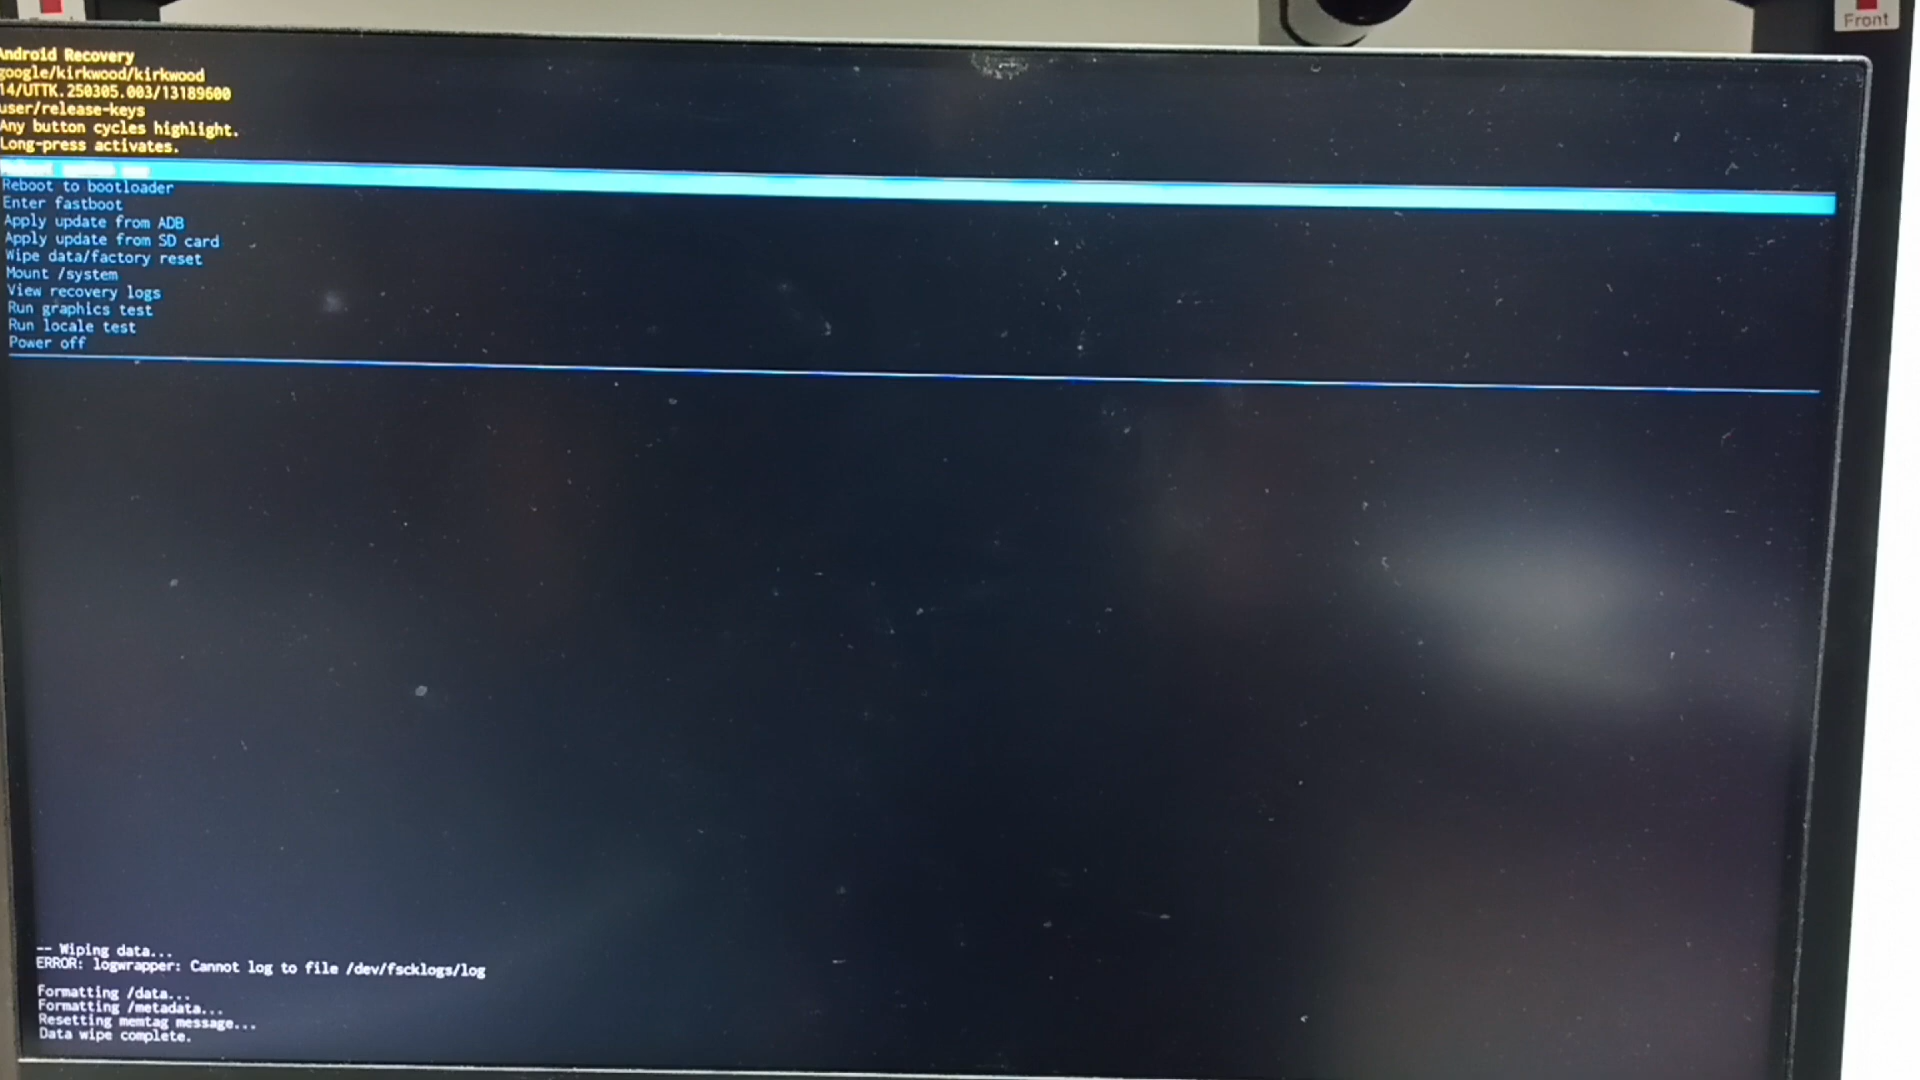 Front
Android Recovery
google/kirkwood/kirkwood
14/UTTK.250305.003/13189600
user/release-keys
Any button cycles highlight.
Long-press activates.
Reboot system now
Reboot to bootloader
Enter fastboot
Apply update from ADB
Apply update from SD card
Wipe data/factory reset
Mount /system
View recovery logs
Run graphics test
Run locale test
Power off
-- Wiping data...
ERROR: logwrapper: Cannot log to file /dev/fscklogs/log
Formatting /data...
Formatting /metadata...
Resetting memtag message...
Data wipe complete.